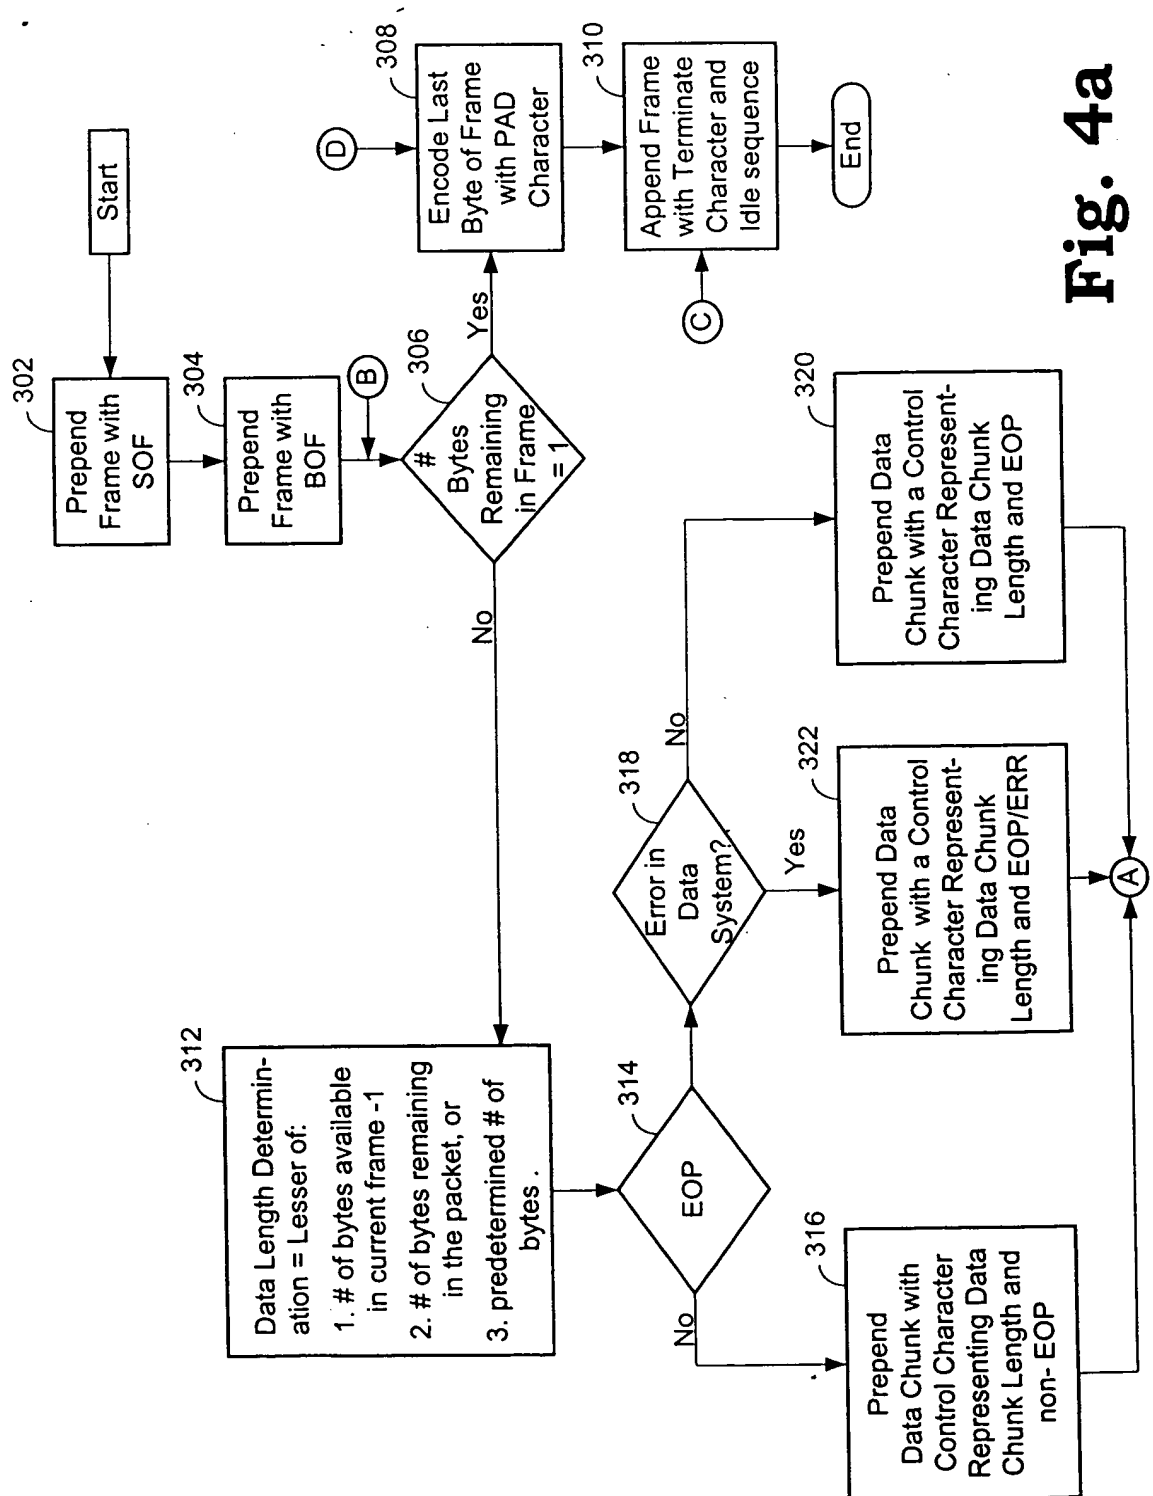 Start
302
Prepend
Frame with
SOF
304
Prepend
Frame with
BOF
B
306
#
Bytes
Remaining
in Frame
= 1
Yes
No
D
308
Encode Last
Byte of Frame
with PAD
Character
310
Append Frame
with Terminate
Character and
Idle sequence
C
End
312
Data Length Determin-
ation = Lesser of:
1. # of bytes available
in current frame -1
2. # of bytes remaining
in the packet, or
3. predetermined # of
bytes .
314
EOP
No
316
Prepend
Data Chunk with
Control Character
Representing Data
Chunk Length and
non- EOP
318
Error in
Data
System?
Yes
No
322
Prepend Data
Chunk with a Control
Character Represent-
ing Data Chunk
Length and EOP/ERR
320
Prepend Data
Chunk with a Control
Character Represent-
ing Data Chunk
Length and EOP
A
Fig. 4a